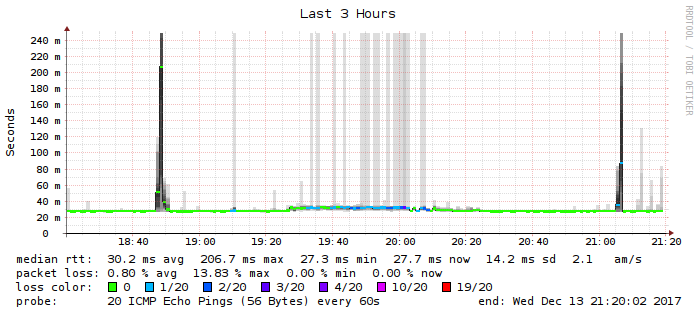 Last 3 Hours
RRDTOOL / TOBI OETIKER
Seconds
240 m
220 m
200 m
180 m
160 m
140 m
120 m
100 m
80 m
60 m
40 m
20 m
0
18:40 19:00 19:20 19:40 20:00 20:20 20:40 21:00 21:20
median rtt: 30.2 ms avg 206.7 ms max 27.3 ms min 27.7 ms now 14.2 ms sd 2.1 am/s
packet loss: 0.80 % avg 13.83 % max 0.00 % min 0.00 % now
loss color: 0 1/20 2/20 3/20 4/20 10/20 19/20
probe: 20 ICMP Echo Pings (56 Bytes) every 60s end: Wed Dec 13 21:20:02 2017